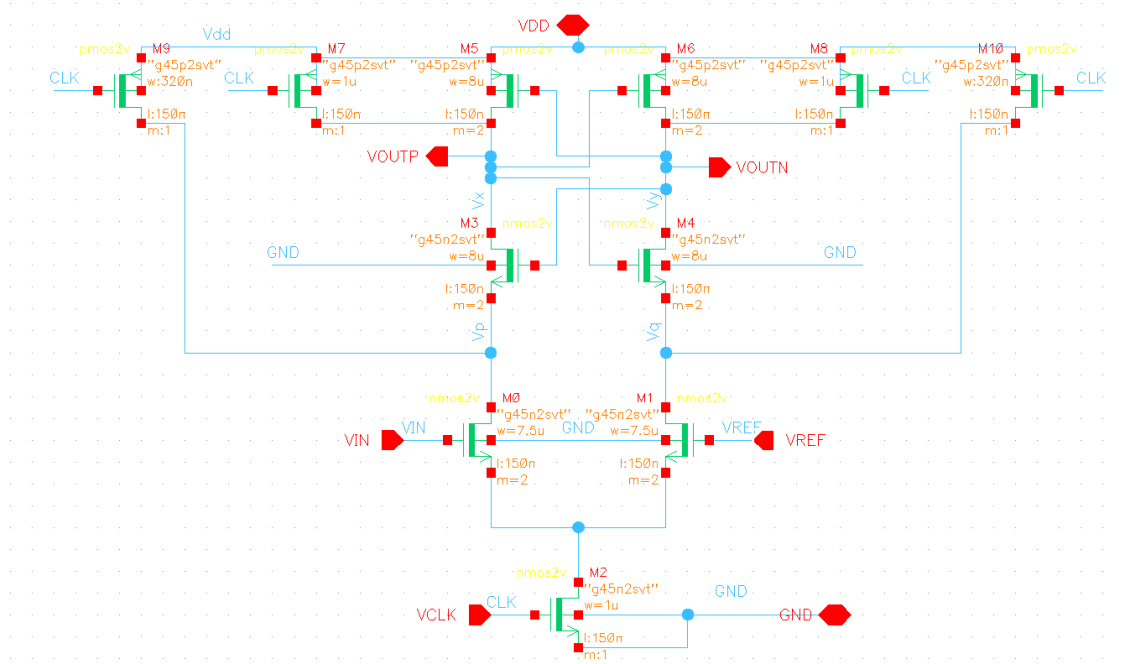 VDD
pmos2v M9 Vdd pmos2v M7 M5 pmos2v pmos2v M6 M8 pmos2v M10 pmos2v
"g45p2svt" "g45p2svt" "g45p2svt" "g45p2svt" "g45p2svt" "g45p2svt"
CLK w:320n CLK w=1u w=8u w=8u w=1u CLK w:320n CLK
l:150n l:150n l:150n l:150n l:150n l:150n
m:1 m:1 m=2 m=2 m:1 m:1
VOUTP VOUTN
Vx Vy
M3 nmos2v nmos2v M4
"g45n2svt" "g45n2svt"
GND w=8u w=8u GND
l:150n l:150n
m=2 m=2
Vp Vq
nmos2v M0 M1 nmos2v
"g45n2svt" "g45n2svt"
VIN VIN w=7.5u GND w=7.5u VREF VREF
l:150n l:150n
m=2 m=2
nmos2v M2
"g45n2svt" GND
VCLK CLK w=1u GND
l:150n
m:1